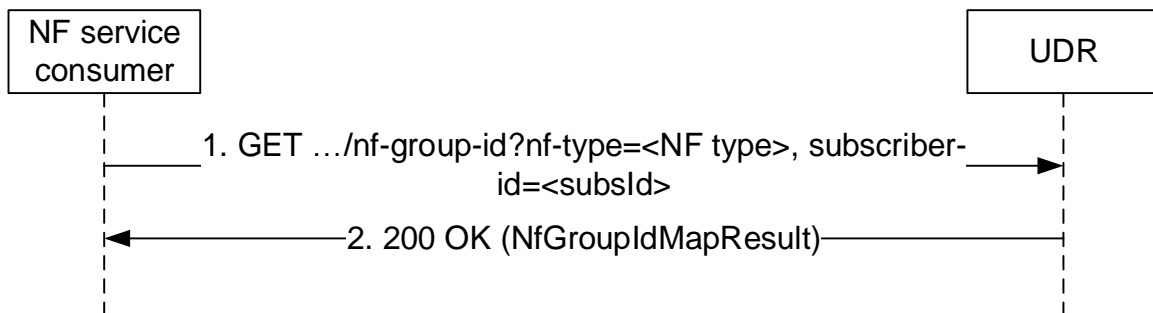 NF service
consumer
UDR
1. GET …/nf-group-id?nf-type=<NF type>, subscriber-
id=<subsId>
2. 200 OK (NfGroupIdMapResult)